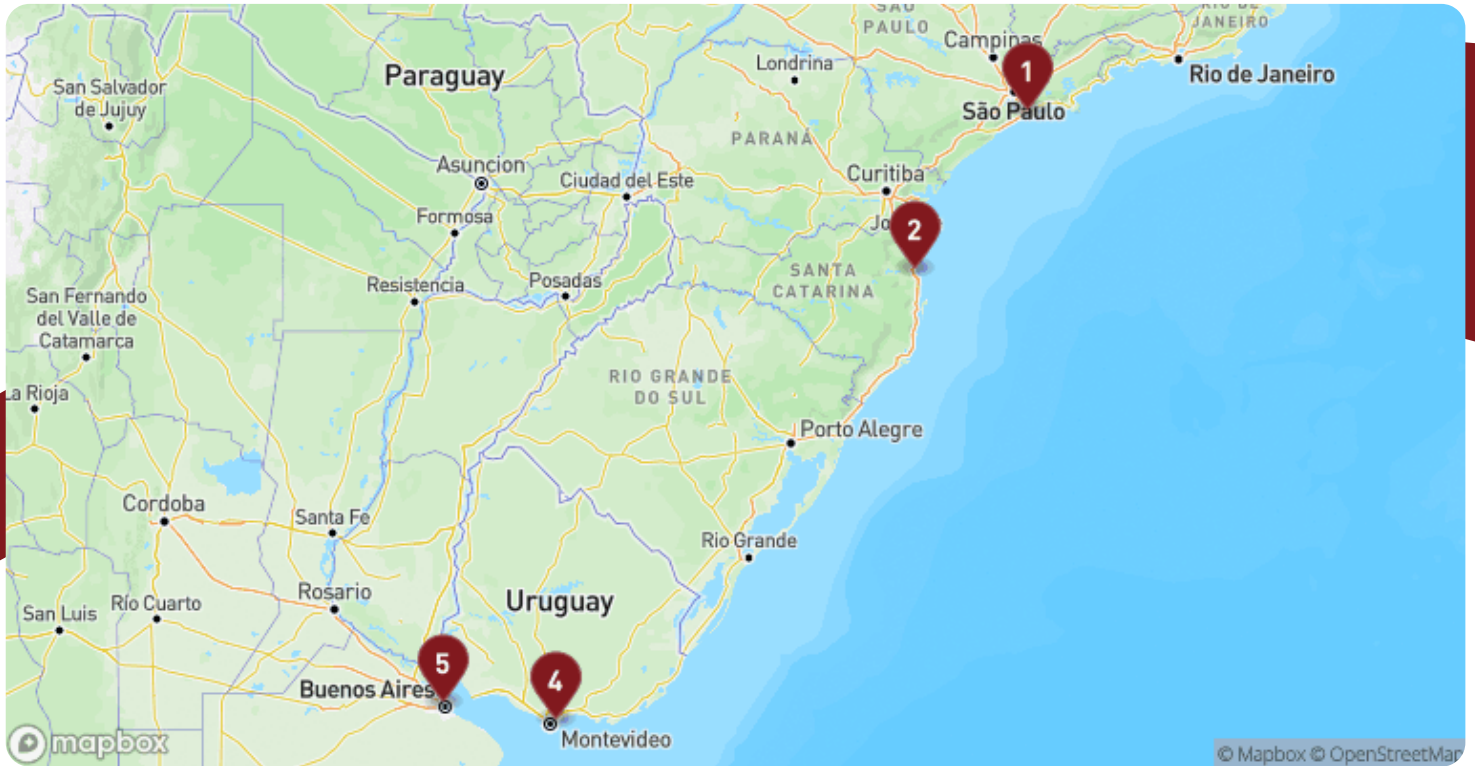 SÃO
PAULO
RIO DE
JANEIRO
Campinas
Londrina
Paraguay
1
Rio de Janeiro
São Paulo
San Salvador
de Jujuy
PARANÁ
Asuncion
Curitiba
Ciudad del Este
Formosa
Jo
2
SANTA
CATARINA
Resistencia
Posadas
San Fernando
del Valle de
Catamarca
RIO GRANDE
DO SUL
La Rioja
Porto Alegre
Cordoba
Santa Fe
Rio Grande
Rosario
Uruguay
San Luis
Río Cuarto
5
4
Buenos Aires
Montevideo
mapbox
© Mapbox © OpenStreetMap